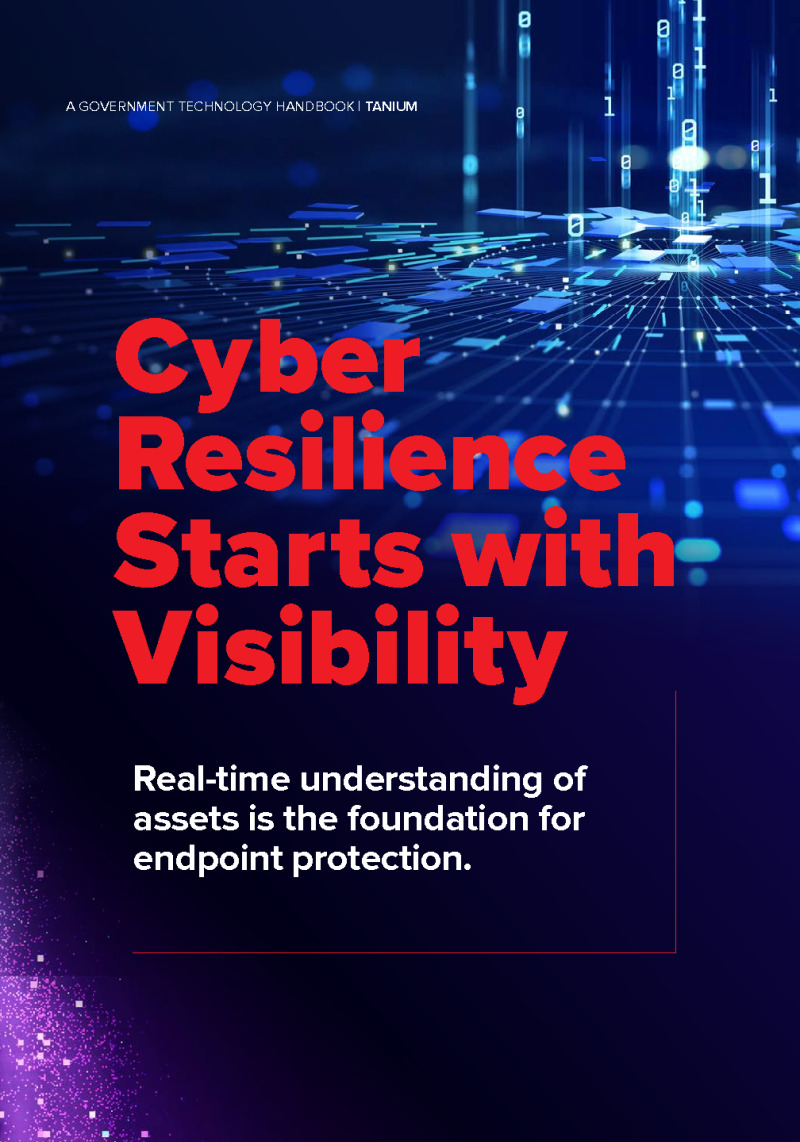 A GOVERNMENT TECHNOLOGY HANDBOOK | TANIUM
Cyber
Resilience
Starts with
Visibility
Real-time understanding of
assets is the foundation for
endpoint protection.